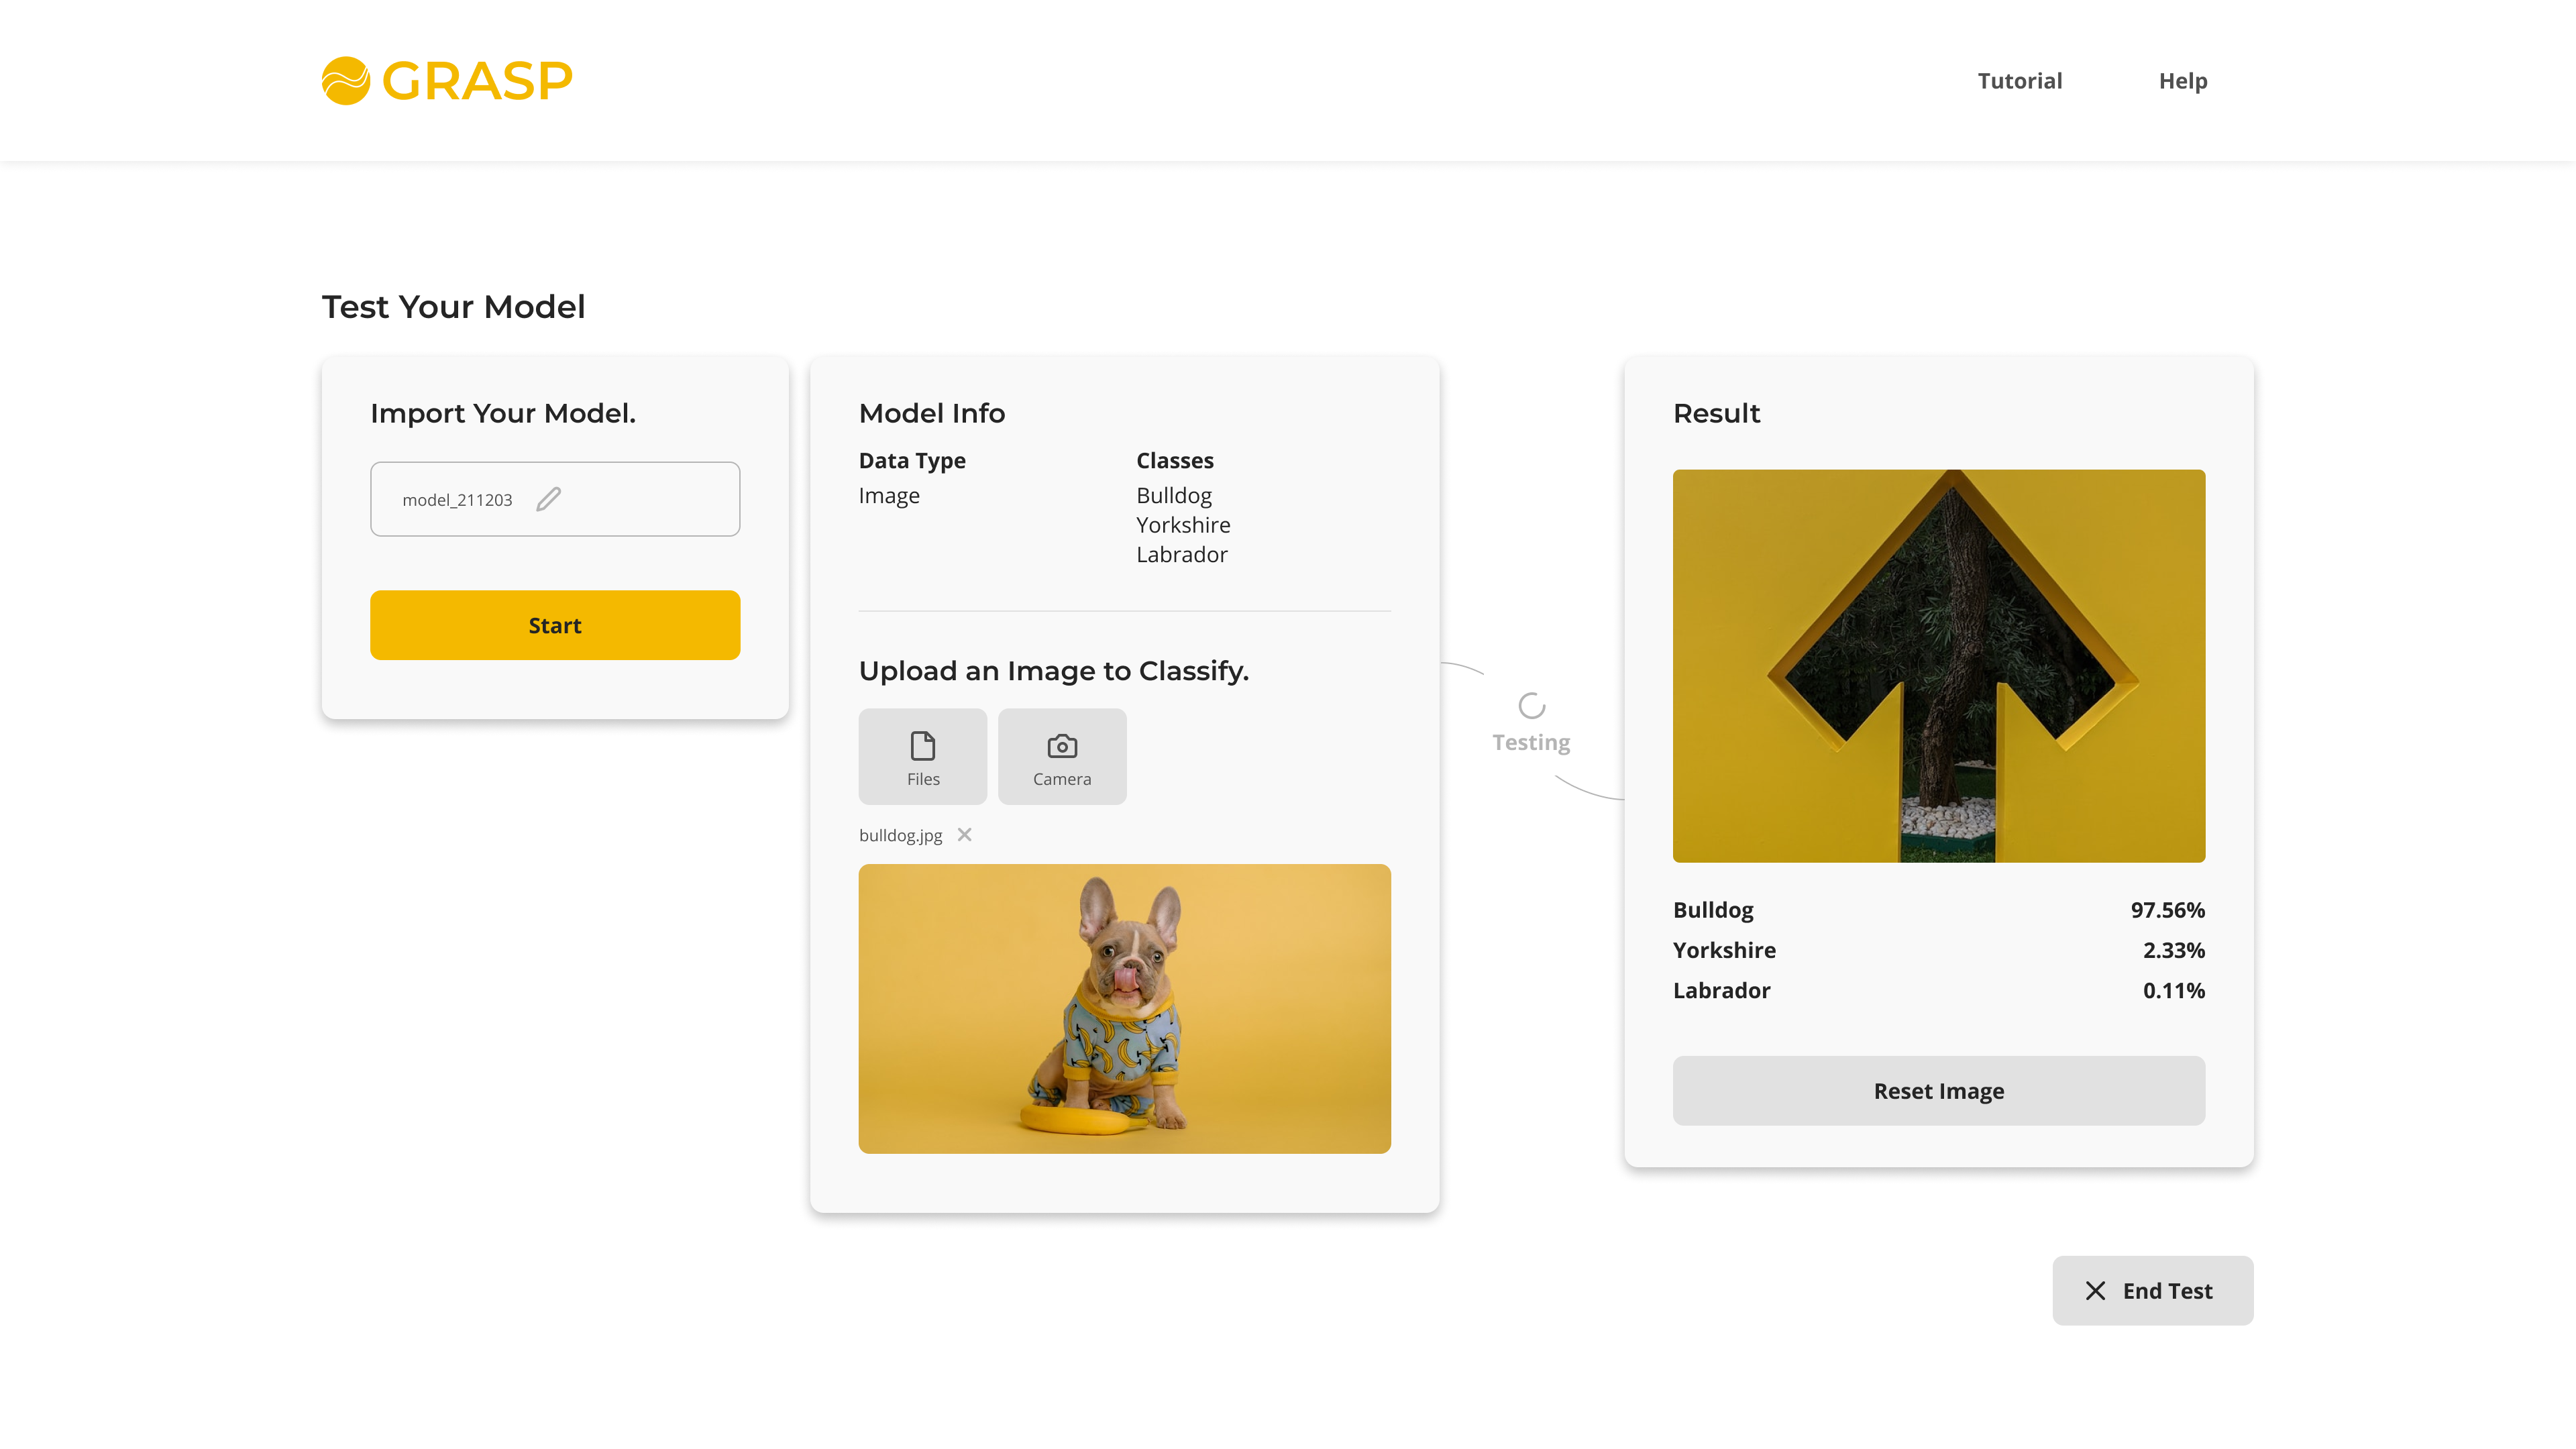 GRASP
Tutorial
Help
Test Your Model
Import Your Model.
model_211203
Start
Model Info
Data Type
Image
Classes
Bulldog
Yorkshire
Labrador
Upload an Image to Classify.
Files
Camera
bulldog.jpg
Testing
Result
Bulldog 97.56%
Yorkshire 2.33%
Labrador 0.11%
Reset Image
End Test